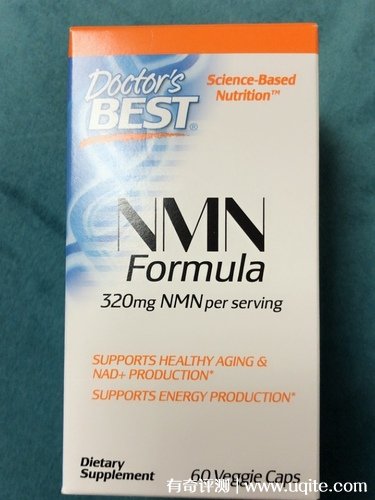 Doctor's
BEST®
Science-Based
Nutrition™
NMN
Formula
320mg NMN per serving
SUPPORTS HEALTHY AGING &
NAD+ PRODUCTION*
SUPPORTS ENERGY PRODUCTION*
Dietary
Supplement
60 Veggie Caps
有奇评测 | www.uqite.com